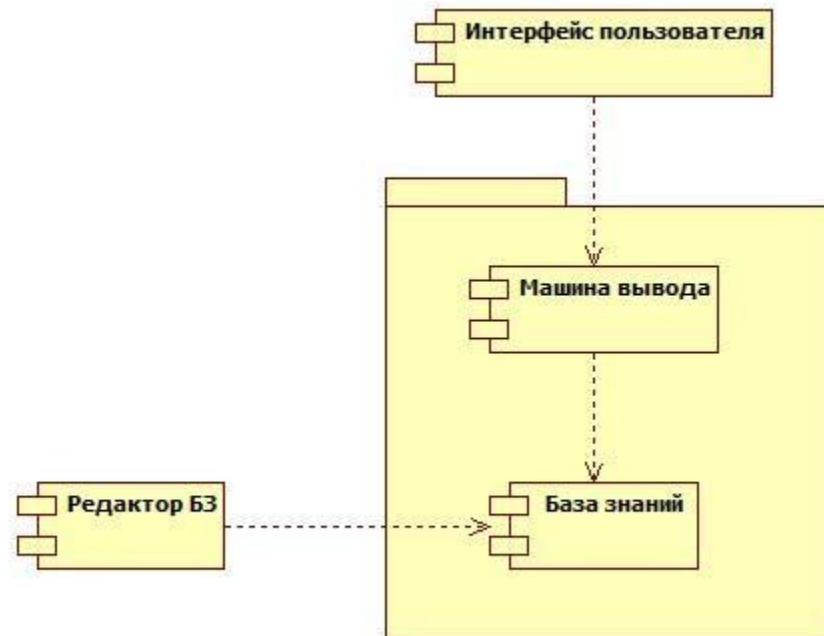 Интерфейс пользователя
Машина вывода
Редактор БЗ
База знаний